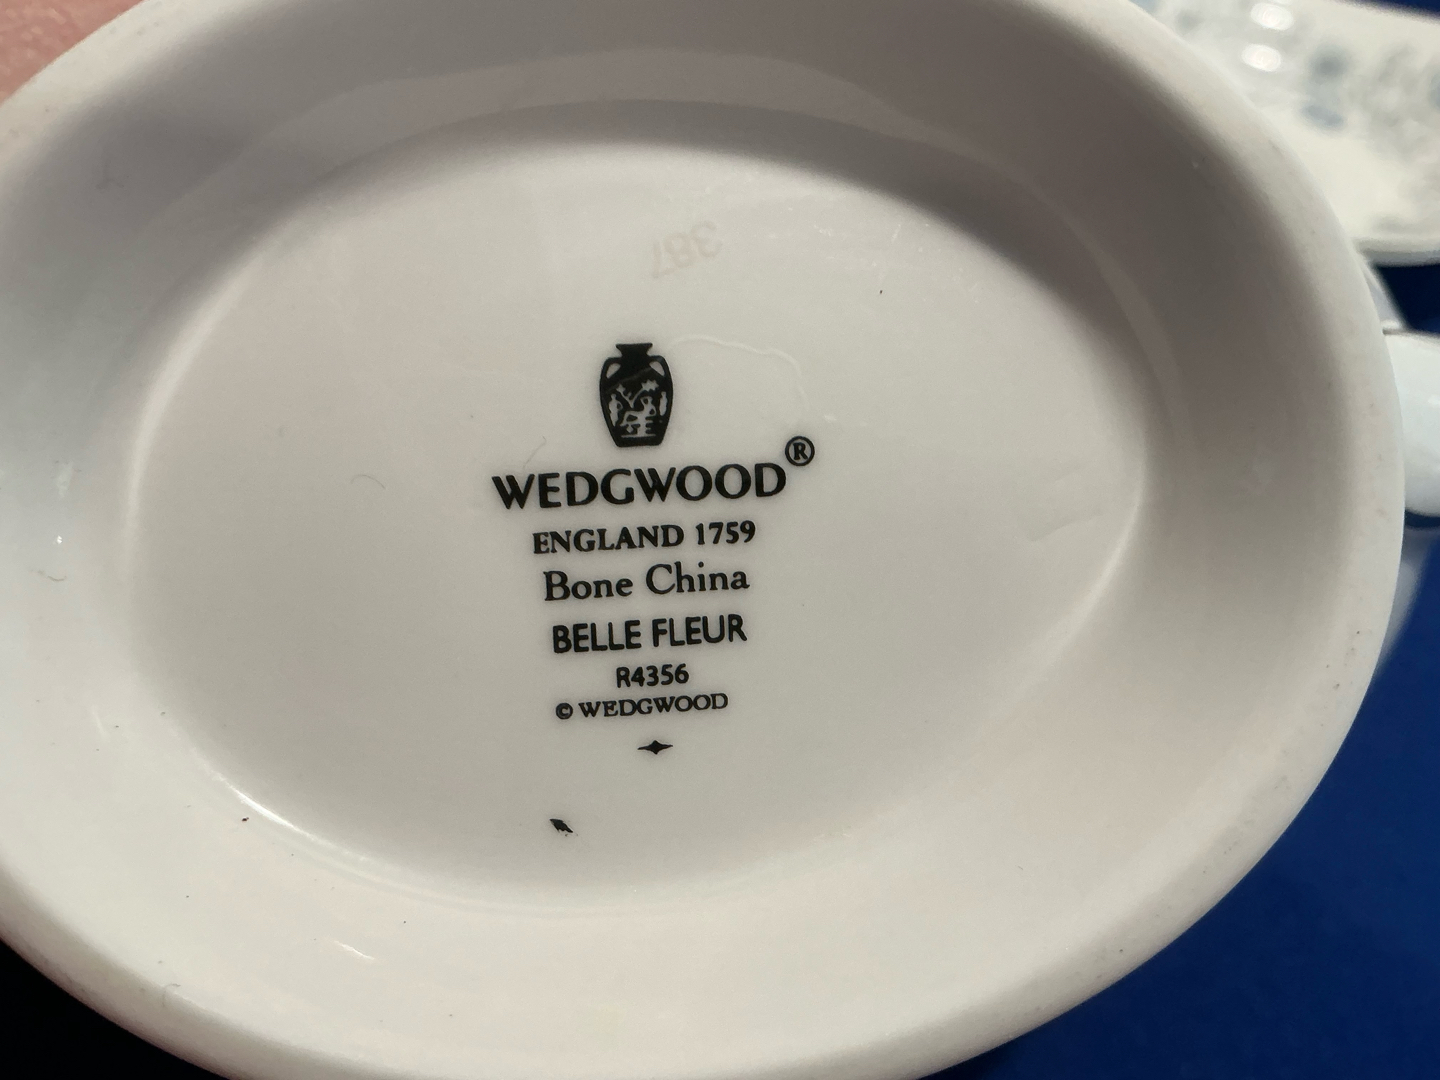 387
WEDGWOOD®
ENGLAND 1759
Bone China
BELLE FLEUR
R4356
© WEDGWOOD